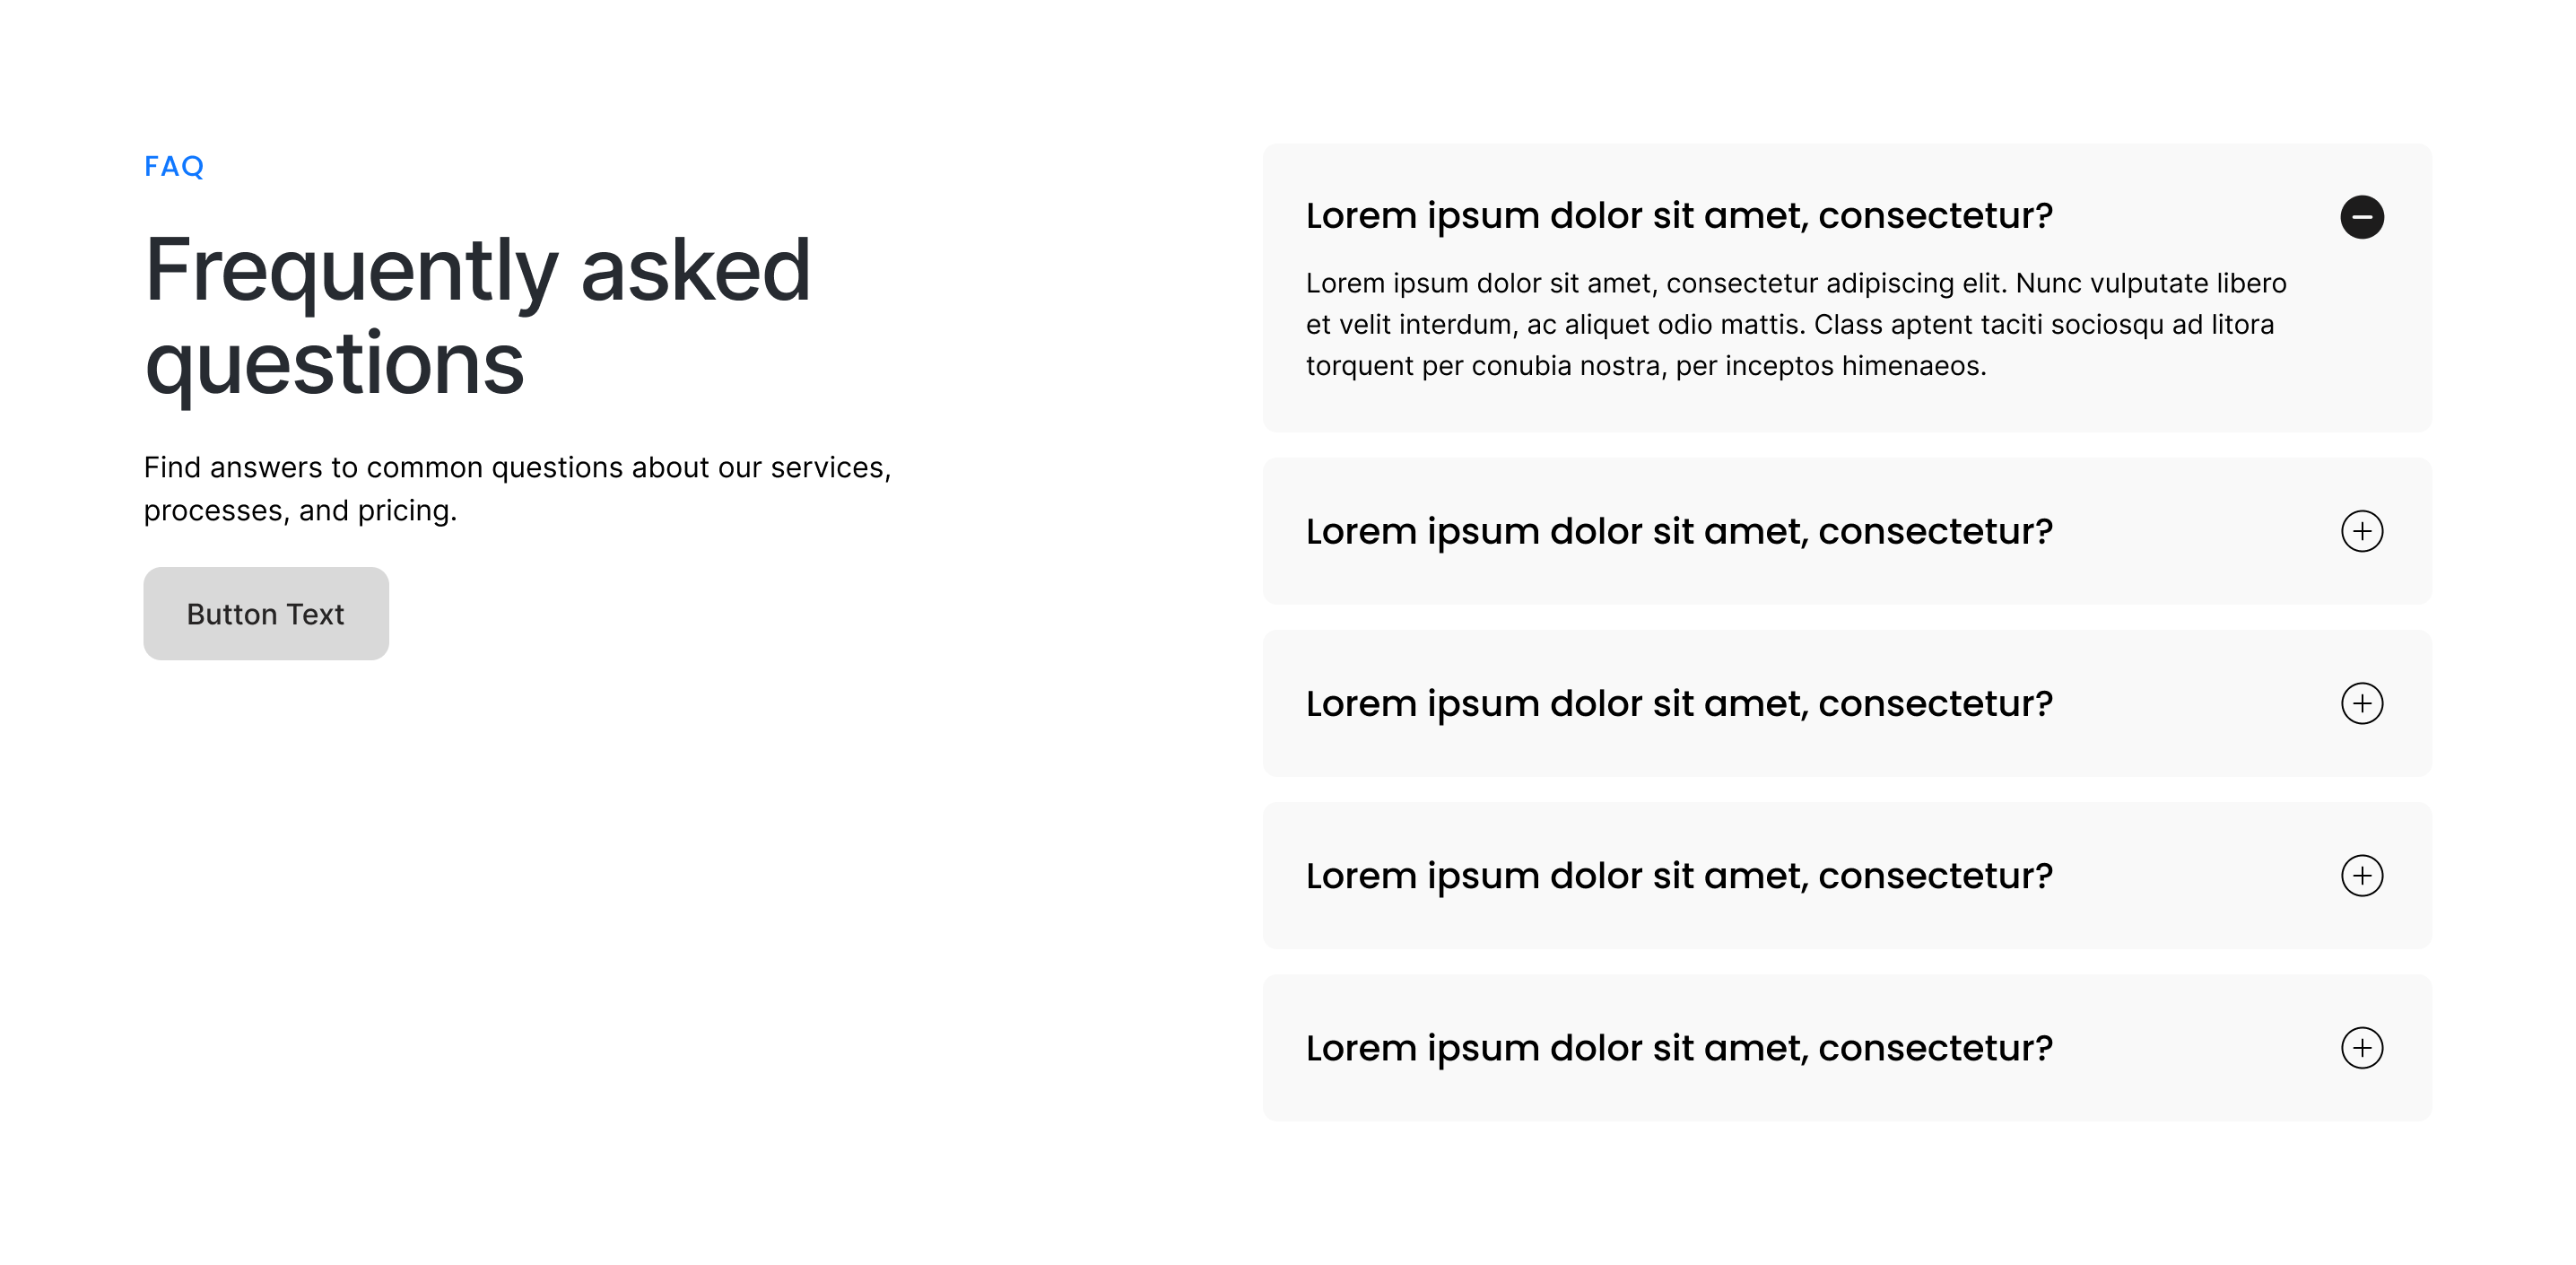 FAQ
Frequently asked
questions
Find answers to common questions about our services,
processes, and pricing.
Button Text
Lorem ipsum dolor sit amet, consectetur?
Lorem ipsum dolor sit amet, consectetur adipiscing elit. Nunc vulputate libero
et velit interdum, ac aliquet odio mattis. Class aptent taciti sociosqu ad litora
torquent per conubia nostra, per inceptos himenaeos.
Lorem ipsum dolor sit amet, consectetur?
Lorem ipsum dolor sit amet, consectetur?
Lorem ipsum dolor sit amet, consectetur?
Lorem ipsum dolor sit amet, consectetur?